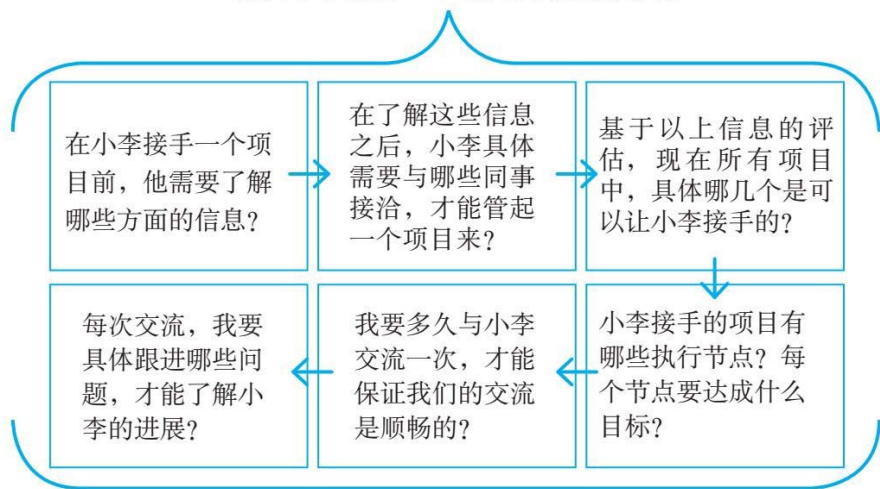 在小李接手一个项
目前，他需要了解
哪些方面的信息？
在了解这些信息
之后，小李具体
需要与哪些同事
接洽，才能管起
一个项目来？
基于以上信息的评
估，现在所有项目
中，具体哪几个是可
以让小李接手的？
小李接手的项目有
哪些执行节点？每
个节点要达成什么
目标？
我要多久与小李
交流一次，才能
保证我们的交流
是顺畅的？
每次交流，我要
具体跟进哪些问
题，才能了解小
李的进展？